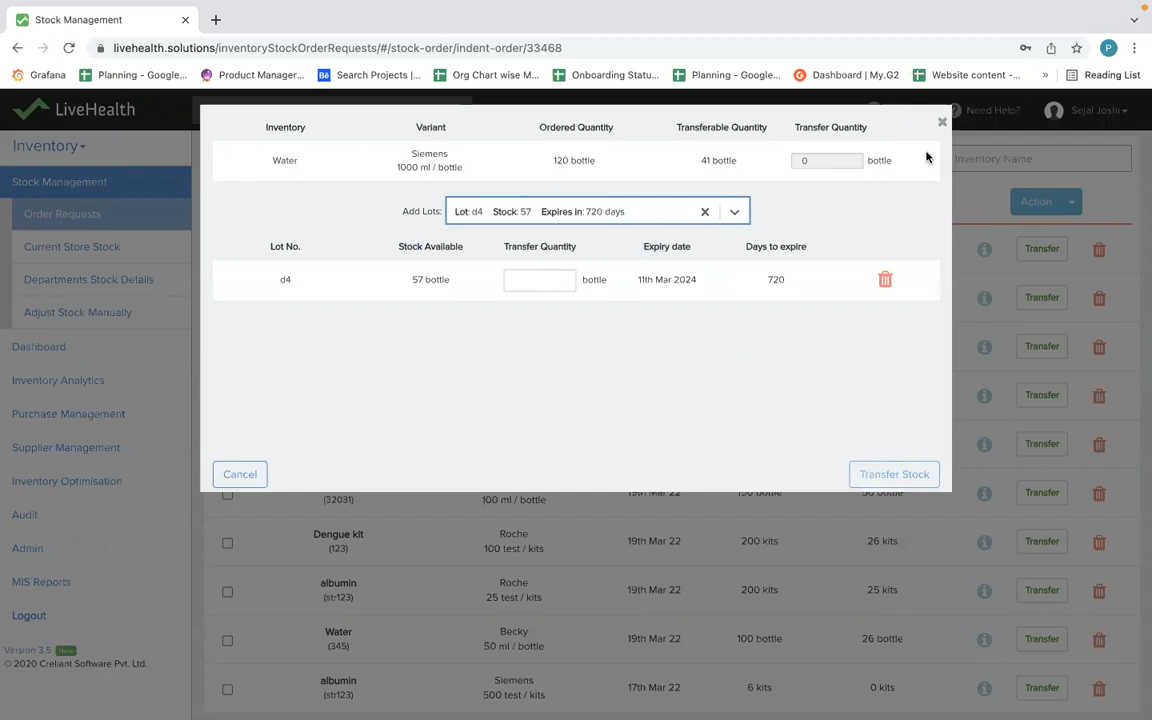 Stock Management
livehealth.solutions/inventoryStockOrderRequests/#/stock-order/indent-order/33468
P
Grafana
Planning - Google...
Product Manager...
Bē Search Projects |...
Org Chart wise M...
Onboarding Statu...
Planning - Google...
Dashboard | My.G2
Website content -...
»
Reading List
LiveHealth
Need Help?
Sejal Joshi
Inventory
Stock Management
Order Requests
Current Store Stock
Departments Stock Details
Adjust Stock Manually
Dashboard
Inventory Analytics
Purchase Management
Supplier Management
Inventory Optimisation
Audit
Admin
MIS Reports
Logout
Version 3.5 New
© 2020 Creliant Software Pvt. Ltd.
Inventory Variant Ordered Quantity Transferable Quantity Transfer Quantity
Water Siemens 1000 ml / bottle 120 bottle 41 bottle 0 bottle
Add Lots: Lot: d4 Stock: 57 Expires in: 720 days
Lot No. Stock Available Transfer Quantity Expiry date Days to expire
d4 57 bottle bottle 11th Mar 2024 720
Cancel
Transfer Stock
Inventory Name
Action
Transfer
Transfer
Transfer
Transfer
Transfer
(32031) 100 ml / bottle Transfer
Dengue kit (123) Roche 100 test / kits 19th Mar 22 200 kits 26 kits Transfer
albumin (str123) Roche 25 test / kits 19th Mar 22 200 kits 25 kits Transfer
Water (345) Becky 50 ml / bottle 19th Mar 22 100 bottle 26 bottle Transfer
albumin (str123) Siemens 500 test / kits 17th Mar 22 6 kits 0 kits Transfer